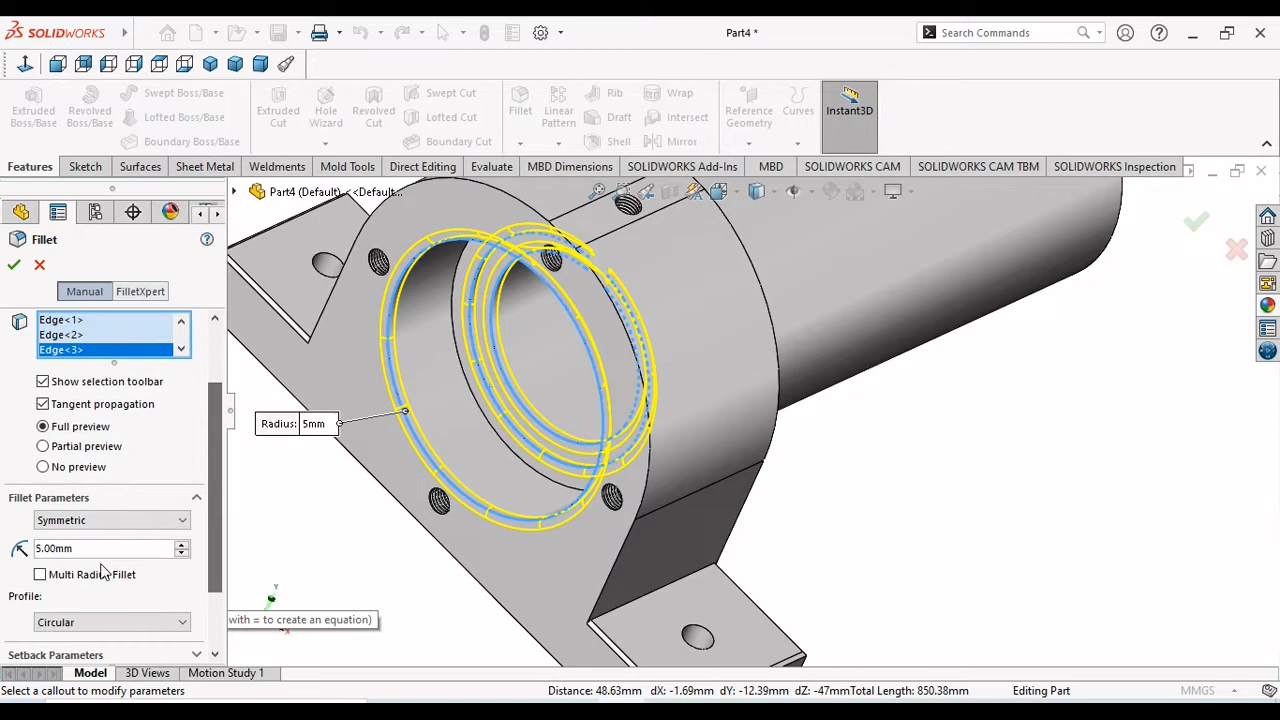 SOLIDWORKS
Part4 *
Search Commands
Extruded Boss/Base
Revolved Boss/Base
Swept Boss/Base
Lofted Boss/Base
Boundary Boss/Base
Extruded Cut
Hole Wizard
Revolved Cut
Swept Cut
Lofted Cut
Boundary Cut
Fillet
Linear Pattern
Rib
Draft
Shell
Wrap
Intersect
Mirror
Reference Geometry
Curves
Instant3D
Features
Sketch
Surfaces
Sheet Metal
Weldments
Mold Tools
Direct Editing
Evaluate
MBD Dimensions
SOLIDWORKS Add-Ins
MBD
SOLIDWORKS CAM
SOLIDWORKS CAM TBM
SOLIDWORKS Inspection
Part4 (Default) < <Default...
Fillet
Manual
FilletXpert
Edge<1>
Edge<2>
Edge<3>
Show selection toolbar
Tangent propagation
Full preview
Partial preview
No preview
Radius: 5mm
Fillet Parameters
Symmetric
5.00mm
Multi Radius Fillet
Profile:
Circular
with = to create an equation)
Setback Parameters
Model
3D Views
Motion Study 1
Select a callout to modify parameters
Distance: 48.63mm dX: -1.69mm dY: -12.39mm dZ: -47mmTotal Length: 850.38mm
Editing Part
MMGS